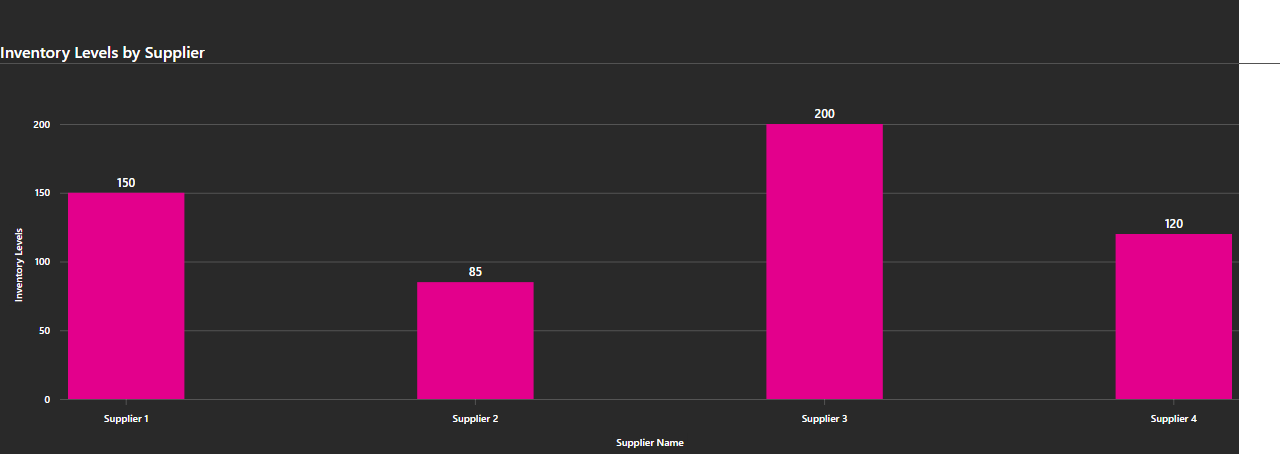 Inventory Levels by Supplier
200
150
100
50
0
Inventory Levels
150
85
200
120
Supplier 1
Supplier 2
Supplier 3
Supplier 4
Supplier Name